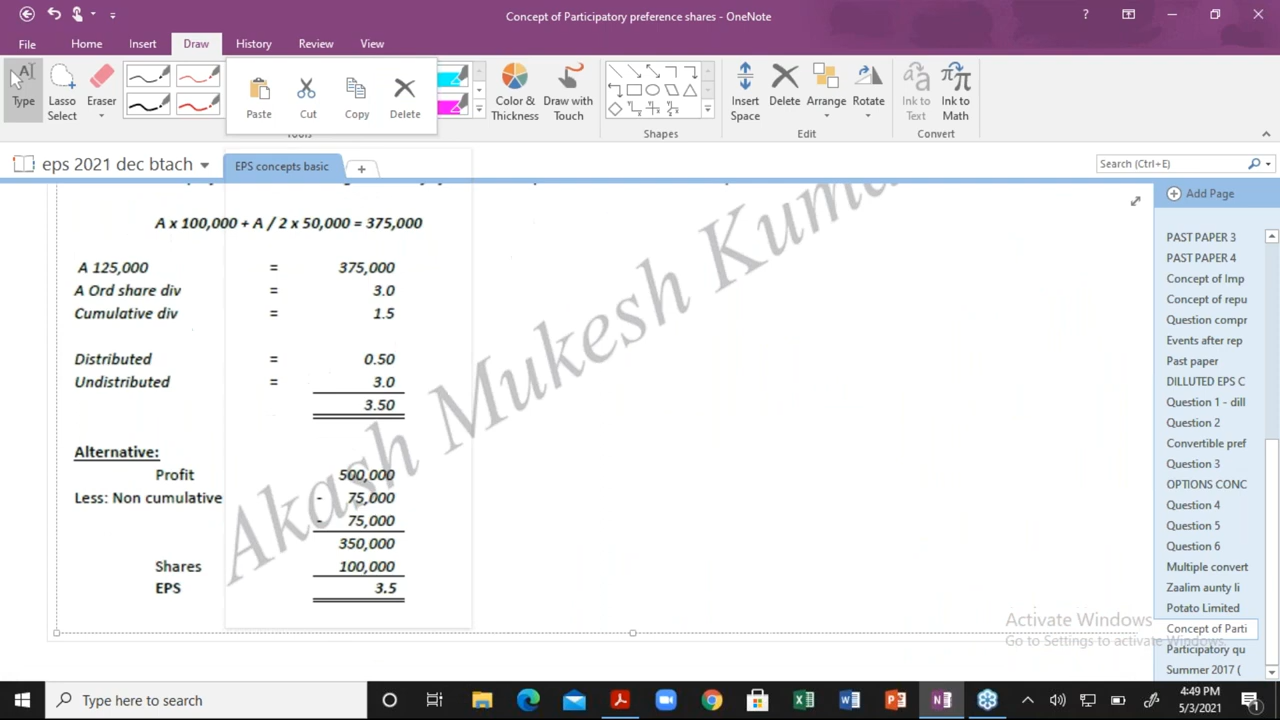 Concept of Participatory preference shares - OneNote
File Home Insert Draw History Review View
Type
Lasso Select
Eraser
Paste Cut Copy Delete
Color & Thickness
Draw with Touch
Shapes
Insert Space
Delete Arrange Rotate
Edit
Ink to Text
Ink to Math
Convert
eps 2021 dec btach
EPS concepts basic
Search (Ctrl+E)
Add Page
A x 100,000 + A / 2 x 50,000 = 375,000
A 125,000 = 375,000
A Ord share div = 3.0
Cumulative div = 1.5
Distributed = 0.50
Undistributed = 3.0
3.50
Alternative:
Profit 500,000
Less: Non cumulative - 75,000
- 75,000
350,000
Shares 100,000
EPS 3.5
Akash Mukesh Kuma
PAST PAPER 3
PAST PAPER 4
Concept of Imp
Concept of repu
Question compr
Events after rep
Past paper
DILLUTED EPS C
Question 1 - dill
Question 2
Convertible pref
Question 3
OPTIONS CONC
Question 4
Question 5
Question 6
Multiple convert
Zaalim aunty li
Potato Limited
Concept of Parti
Participatory qu
Summer 2017 (
Activate Windows
Go to Settings to activate Windows.
Type here to search
4:49 PM
5/3/2021